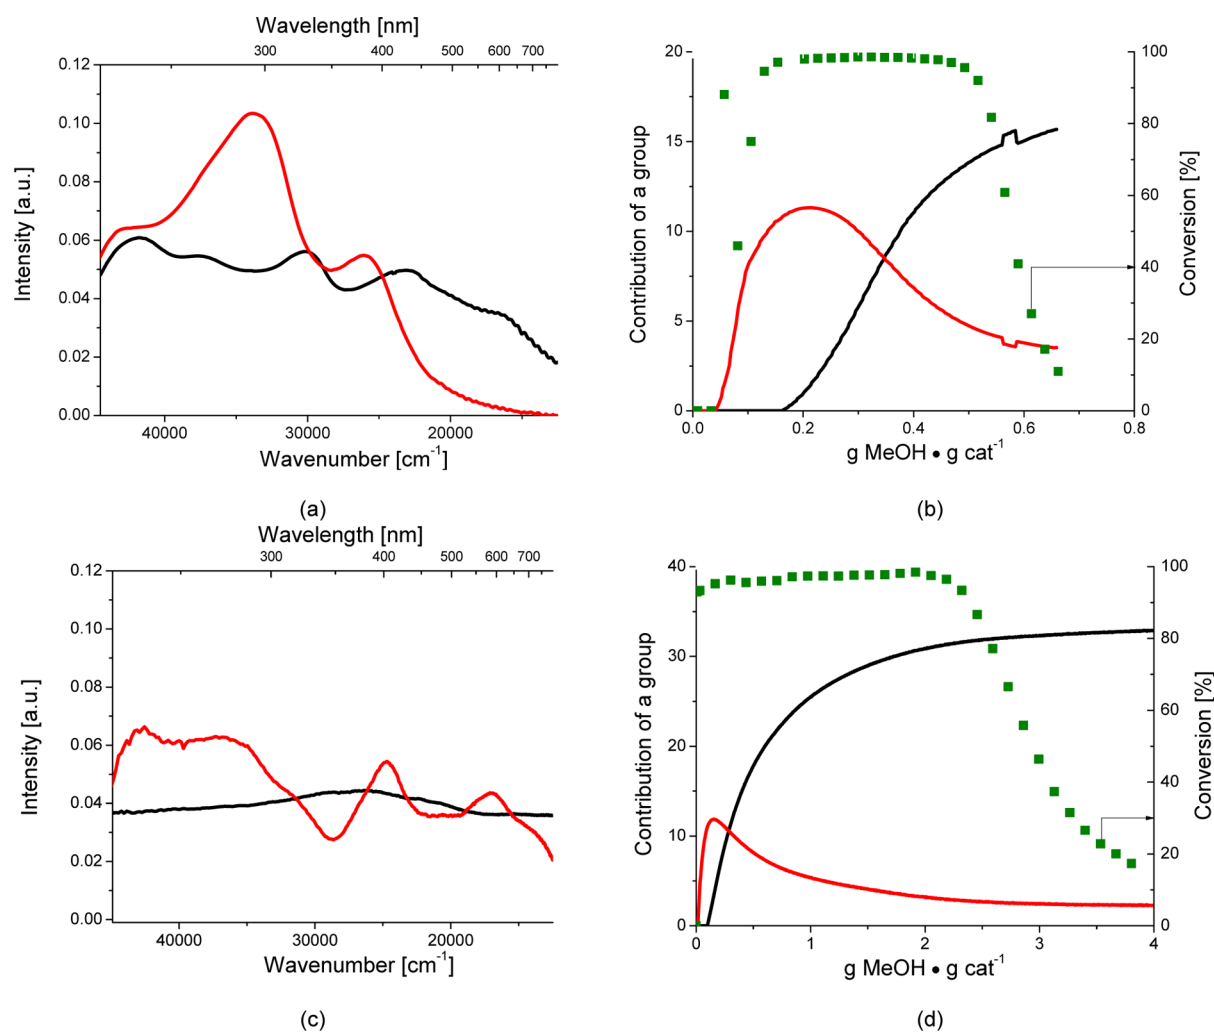 Wavelength [nm]
300 400 500 600 700
0.12
0.10
0.08
0.06
0.04
0.02
0.00
Intensity [a.u.]
40000 30000 20000
Wavenumber [cm-1]
(a)
20
15
10
5
0
Contribution of a group
100
80
60
40
20
0
Conversion [%]
0.0 0.2 0.4 0.6 0.8
g MeOH • g cat-1
(b)
Wavelength [nm]
300 400 500 600 700
0.12
0.10
0.08
0.06
0.04
0.02
0.00
Intensity [a.u.]
40000 30000 20000
Wavenumber [cm-1]
(c)
40
30
20
10
0
Contribution of a group
100
80
60
40
20
0
Conversion [%]
0 1 2 3 4
g MeOH • g cat-1
(d)